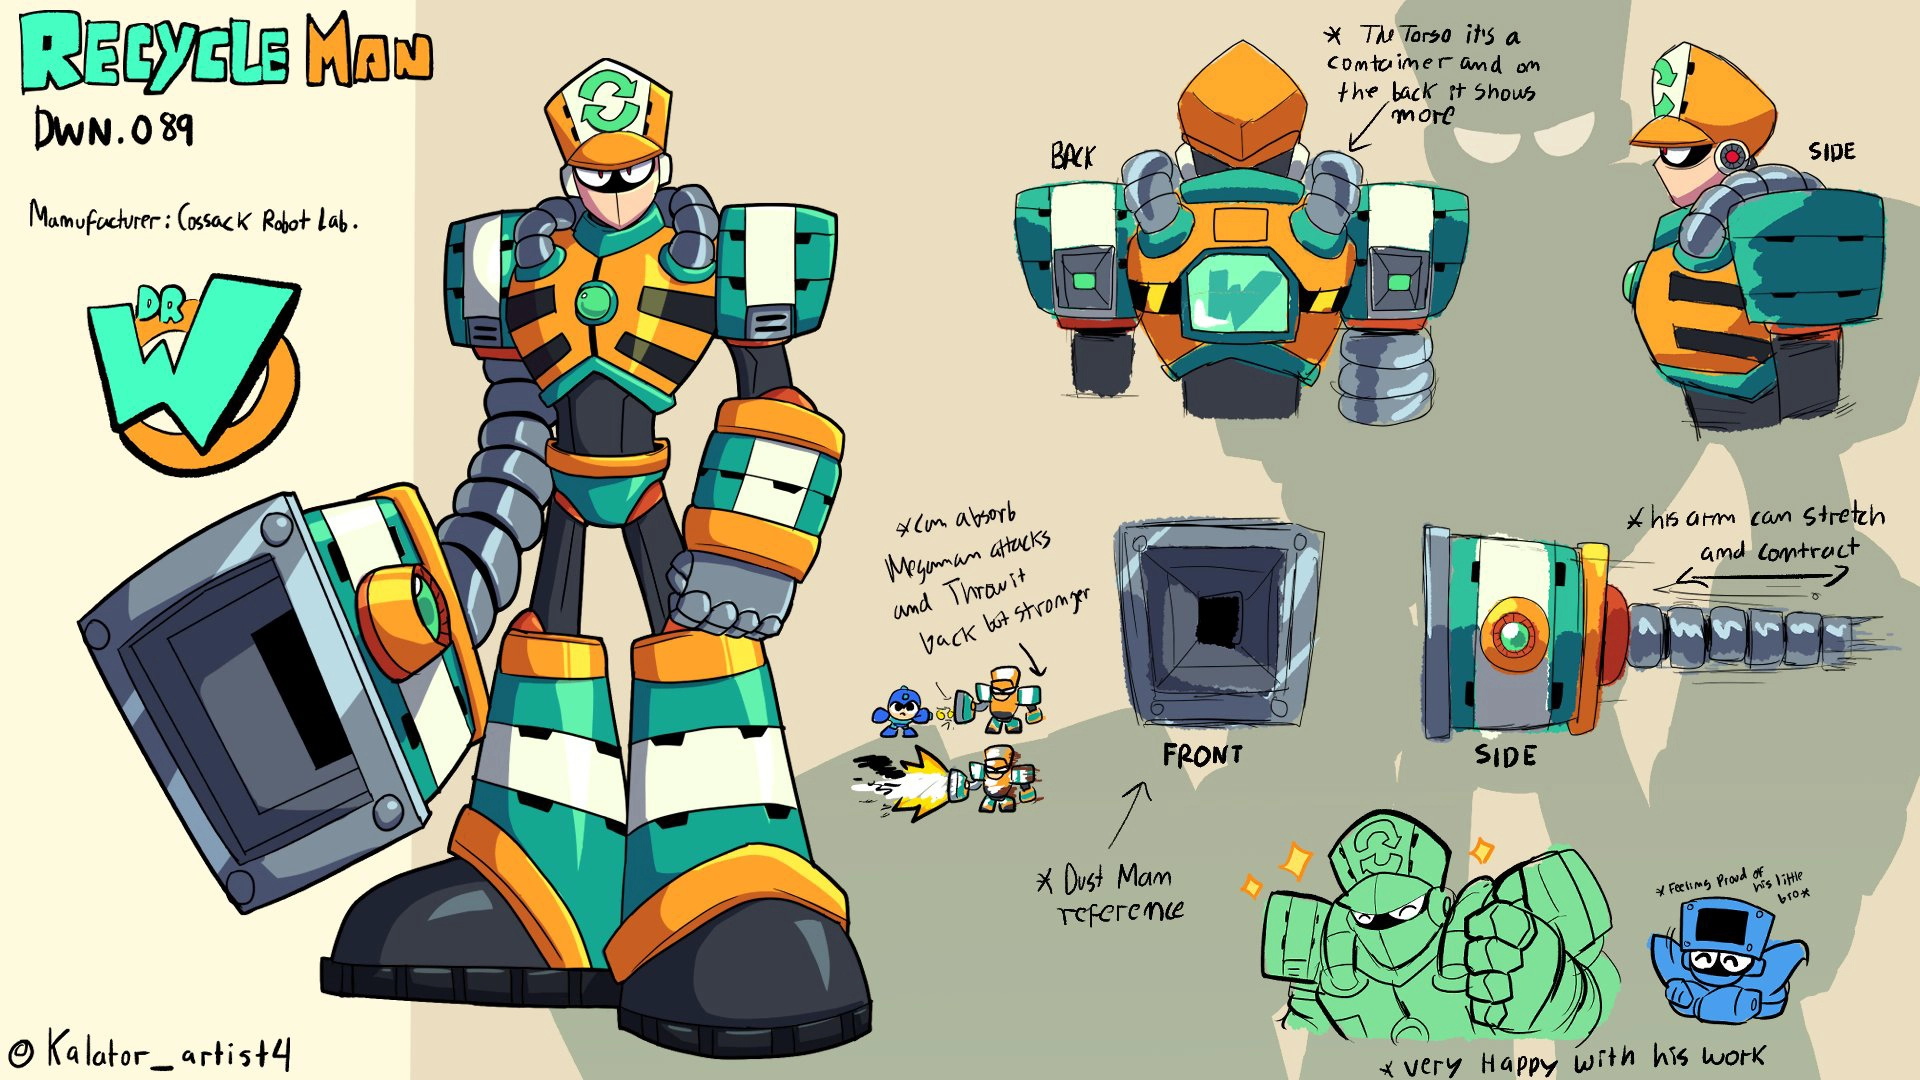 RECYCLE MAN
DWN.089
Manufacturer: Cossack Robot Lab.
DR
W
* The Torso it's a
container and on
the back it shows
more
BACK
SIDE
W
* Can absorb
Megaman attacks
and Throw it
back but stronger
* his arm can stretch
and contract
FRONT
SIDE
* Dust Man
reference
* Feeling Proud of
his little
bro *
* very Happy with his work
@Kalator_artist4